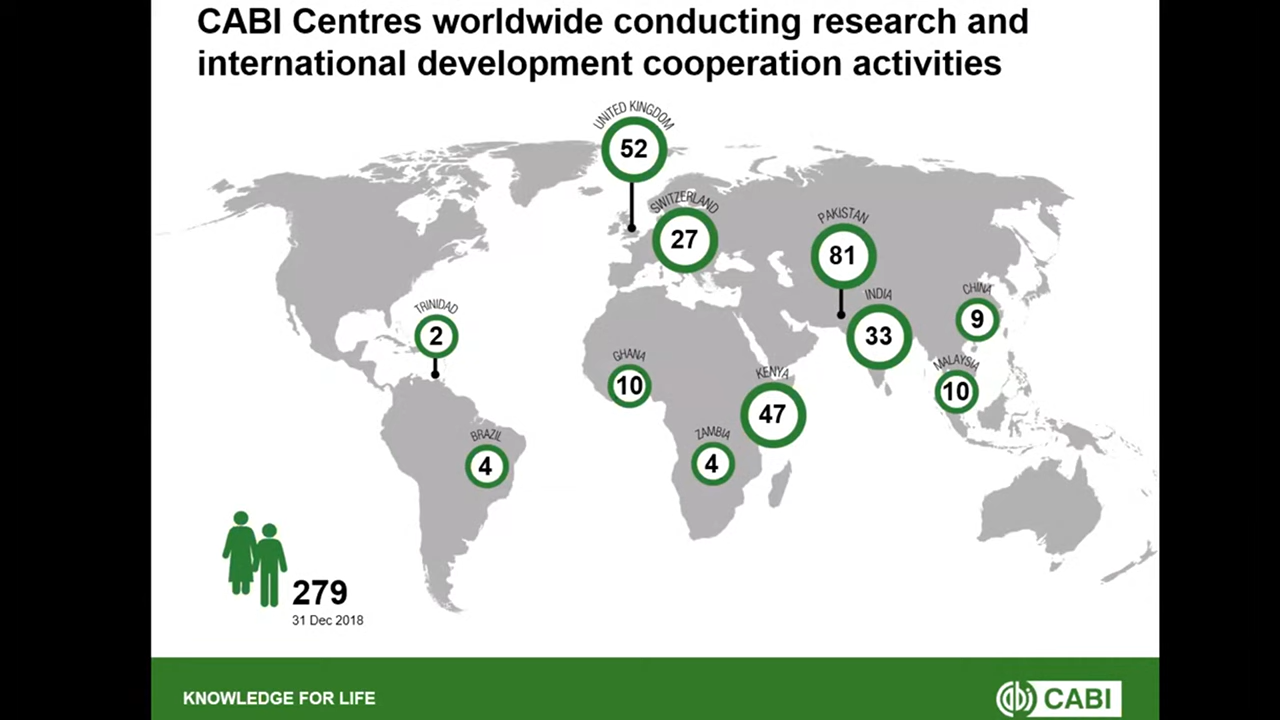 CABI Centres worldwide conducting research and
international development cooperation activities
UNITED KINGDOM
52
SWITZERLAND
27
PAKISTAN
81
INDIA
33
CHINA
9
TRINIDAD
2
GHANA
10
MALAYSIA
10
KENYA
47
BRAZIL
4
ZAMBIA
4
279
31 Dec 2018
KNOWLEDGE FOR LIFE
cabi CABI